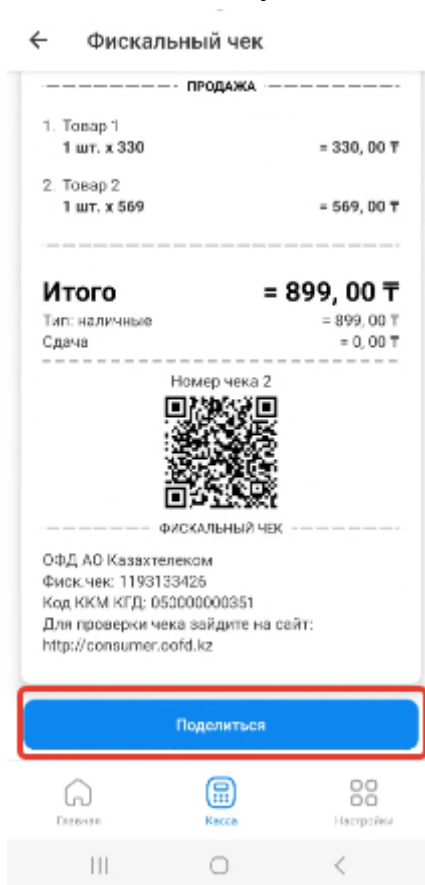 Фискальный чек
ПРОДАЖА
1. Товар 1
1 шт. x 330 = 330, 00 ₸
2. Товар 2
1 шт. x 569 = 569, 00 ₸
Итого = 899, 00 ₸
Тип: наличные = 899, 00 ₸
Сдача = 0, 00 ₸
Номер чека 2
ФИСКАЛЬНЫЙ ЧЕК
ОФД АО Казахтелеком
Фиск. чек: 1193133426
Код ККМ КГД: 050000000351
Для проверки чека зайдите на сайт:
http://consumer.oofd.kz
Поделиться
Главная Касса Настройки